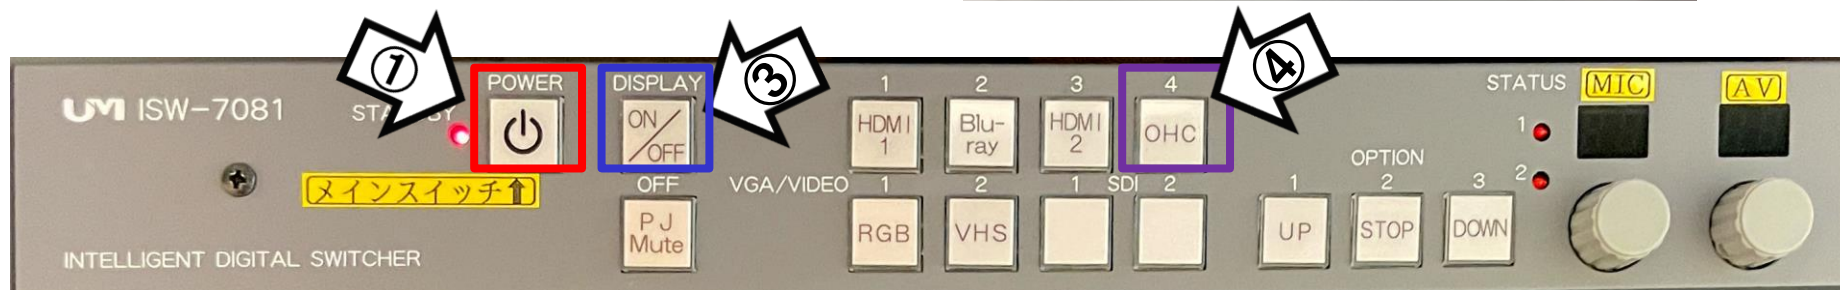 ① ③ ④
POWER DISPLAY 1 2 3 4 STATUS MIC AV
UM ISW-7081
ON/OFF
HDMI 1
Blu-ray
HDMI 2
OHC
1
2
メインスイッチ↑
OFF VGA/VIDEO 1 2 1 SDI 2
OPTION
1 2 3
PJ Mute
RGB VHS UP STOP DOWN
INTELLIGENT DIGITAL SWITCHER